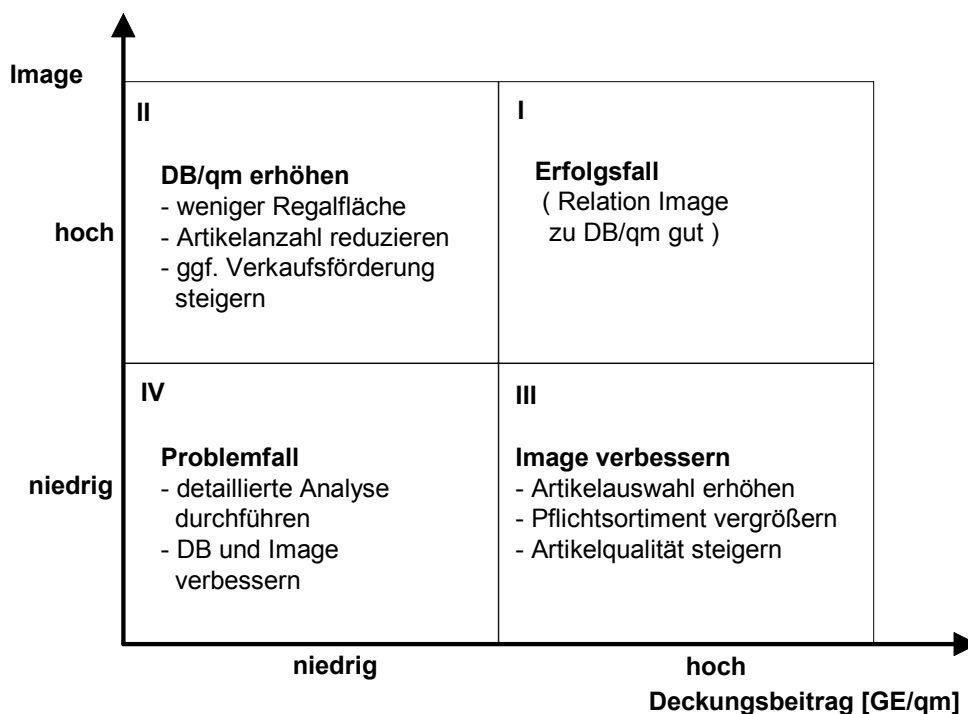 Image
hoch
niedrig
II
DB/qm erhöhen
- weniger Regalfläche
- Artikelanzahl reduzieren
- ggf. Verkaufsförderung
steigern
I
Erfolgsfall
( Relation Image
zu DB/qm gut )
IV
Problemfall
- detaillierte Analyse
durchführen
- DB und Image
verbessern
III
Image verbessern
- Artikelauswahl erhöhen
- Pflichtsortiment vergrößern
- Artikelqualität steigern
niedrig
hoch
Deckungsbeitrag [GE/qm]